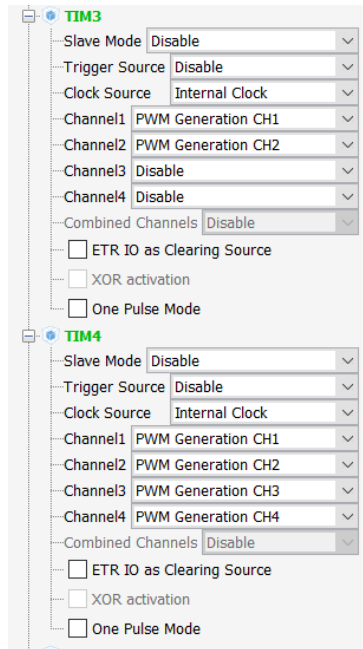 TIM3
Slave Mode Disable
Trigger Source Disable
Clock Source Internal Clock
Channel1 PWM Generation CH1
Channel2 PWM Generation CH2
Channel3 Disable
Channel4 Disable
Combined Channels Disable
ETR IO as Clearing Source
XOR activation
One Pulse Mode
TIM4
Slave Mode Disable
Trigger Source Disable
Clock Source Internal Clock
Channel1 PWM Generation CH1
Channel2 PWM Generation CH2
Channel3 PWM Generation CH3
Channel4 PWM Generation CH4
Combined Channels Disable
ETR IO as Clearing Source
XOR activation
One Pulse Mode